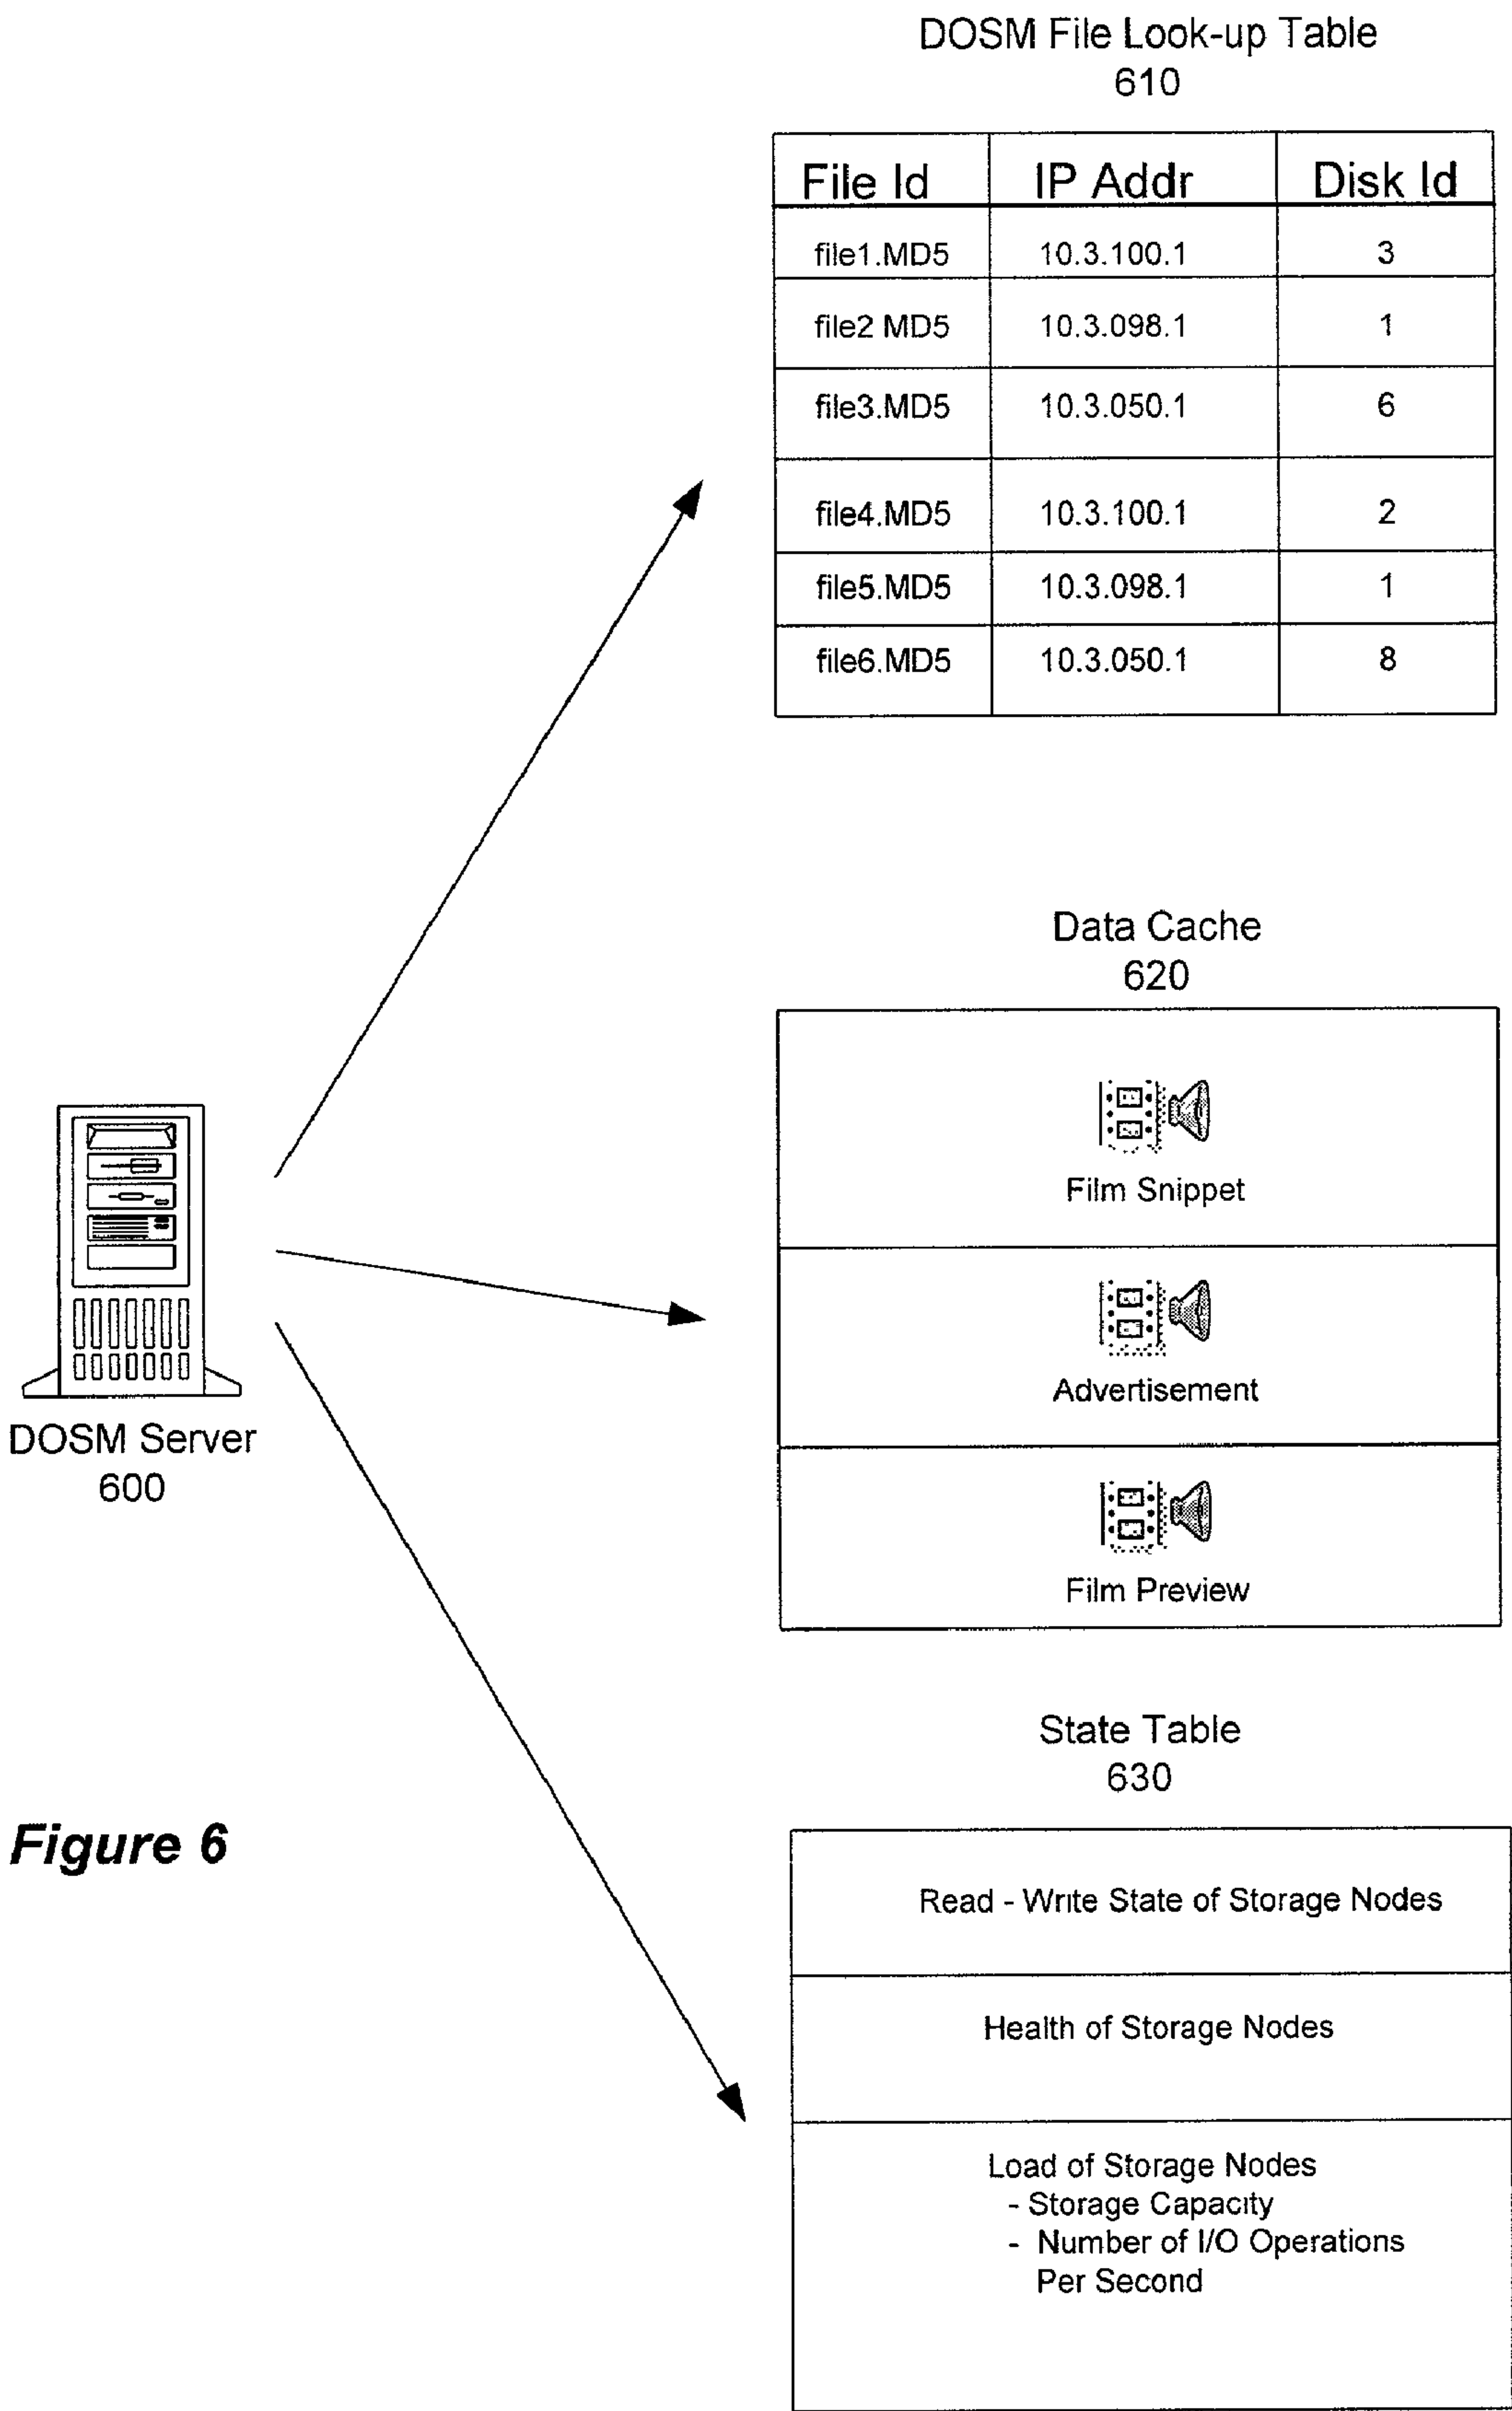 DOSM File Look-up Table
610
File Id IP Addr Disk Id
file1.MD5 10.3.100.1 3
file2 MD5 10.3.098.1 1
file3.MD5 10.3.050.1 6
file4.MD5 10.3.100.1 2
file5.MD5 10.3.098.1 1
file6.MD5 10.3.050.1 8
Data Cache
620
Film Snippet
Advertisement
Film Preview
DOSM Server
600
State Table
630
Read - Write State of Storage Nodes
Health of Storage Nodes
Load of Storage Nodes
- Storage Capacity
- Number of I/O Operations
Per Second
Figure 6